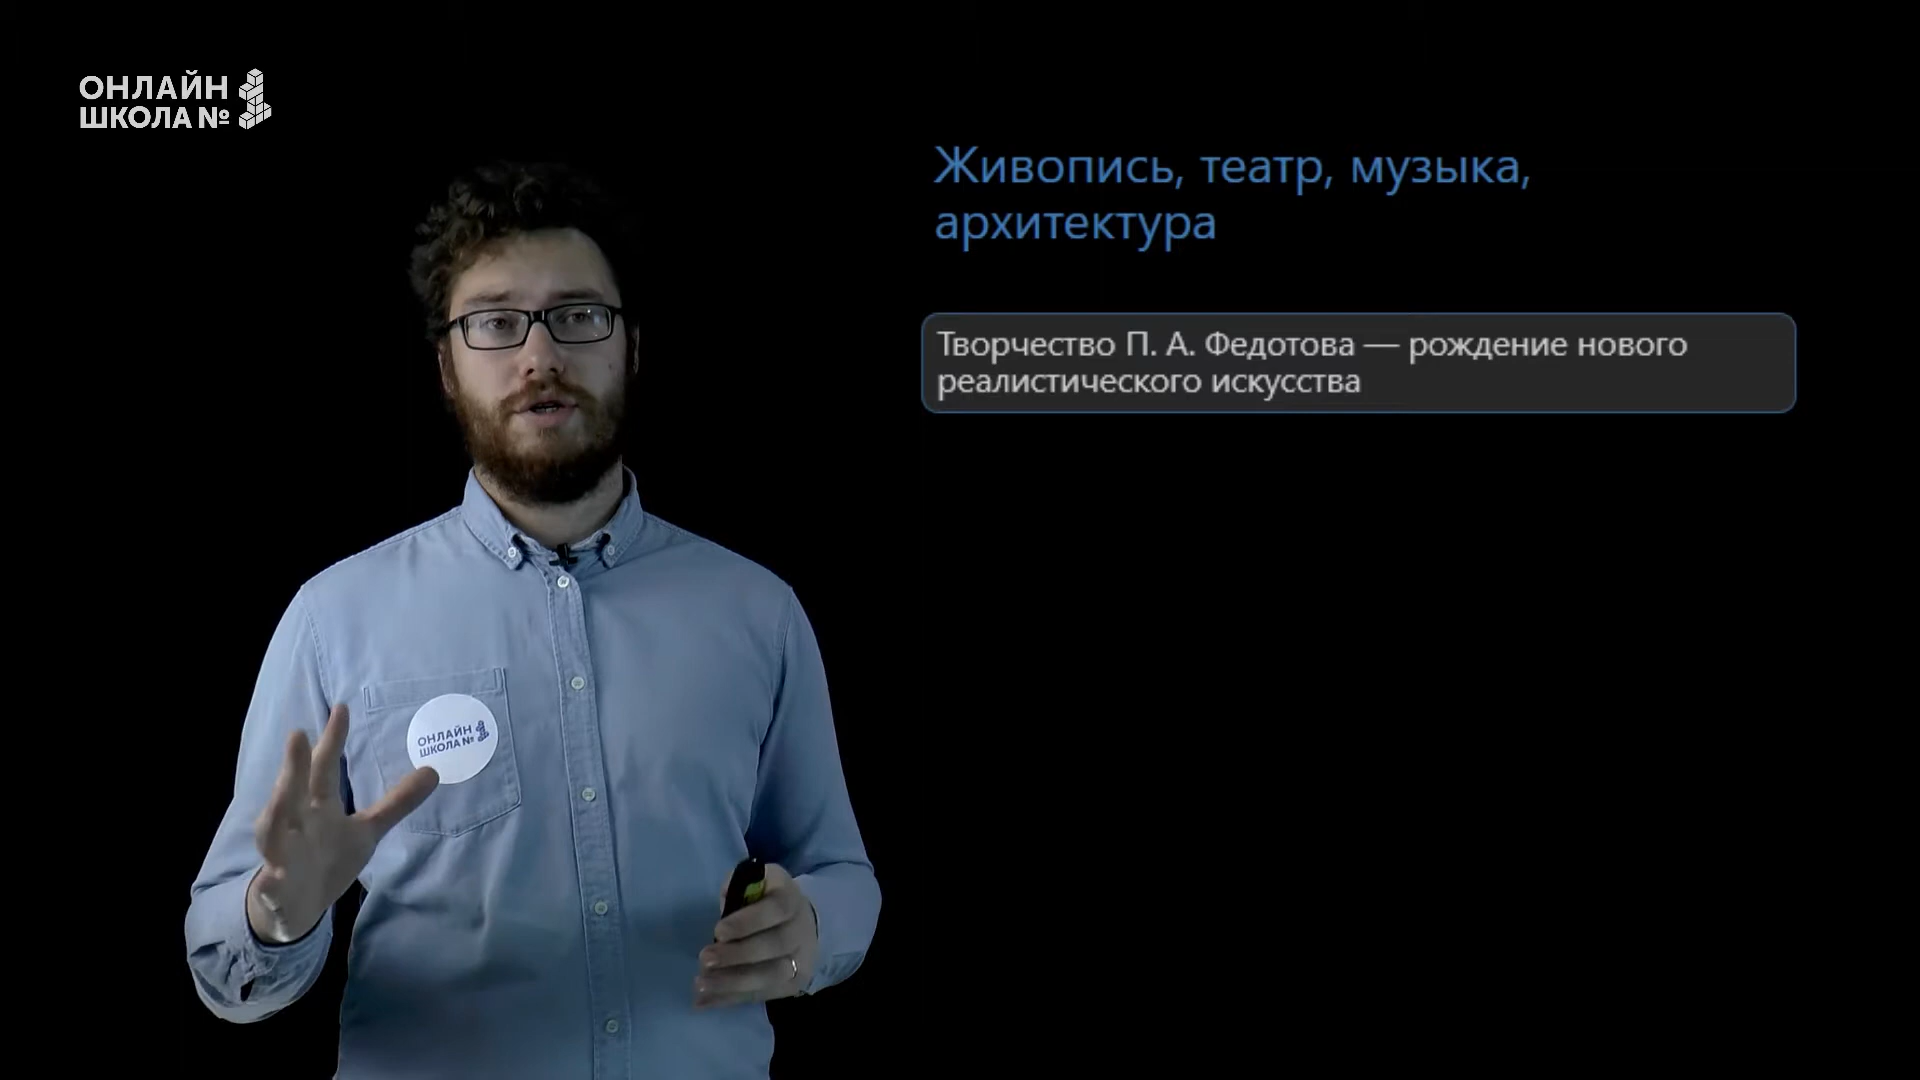 ОНЛАЙН
ШКОЛА №
Живопись, театр, музыка,
архитектура
Творчество П. А. Федотова — рождение нового
реалистического искусства
ОНЛАЙН
ШКОЛА №